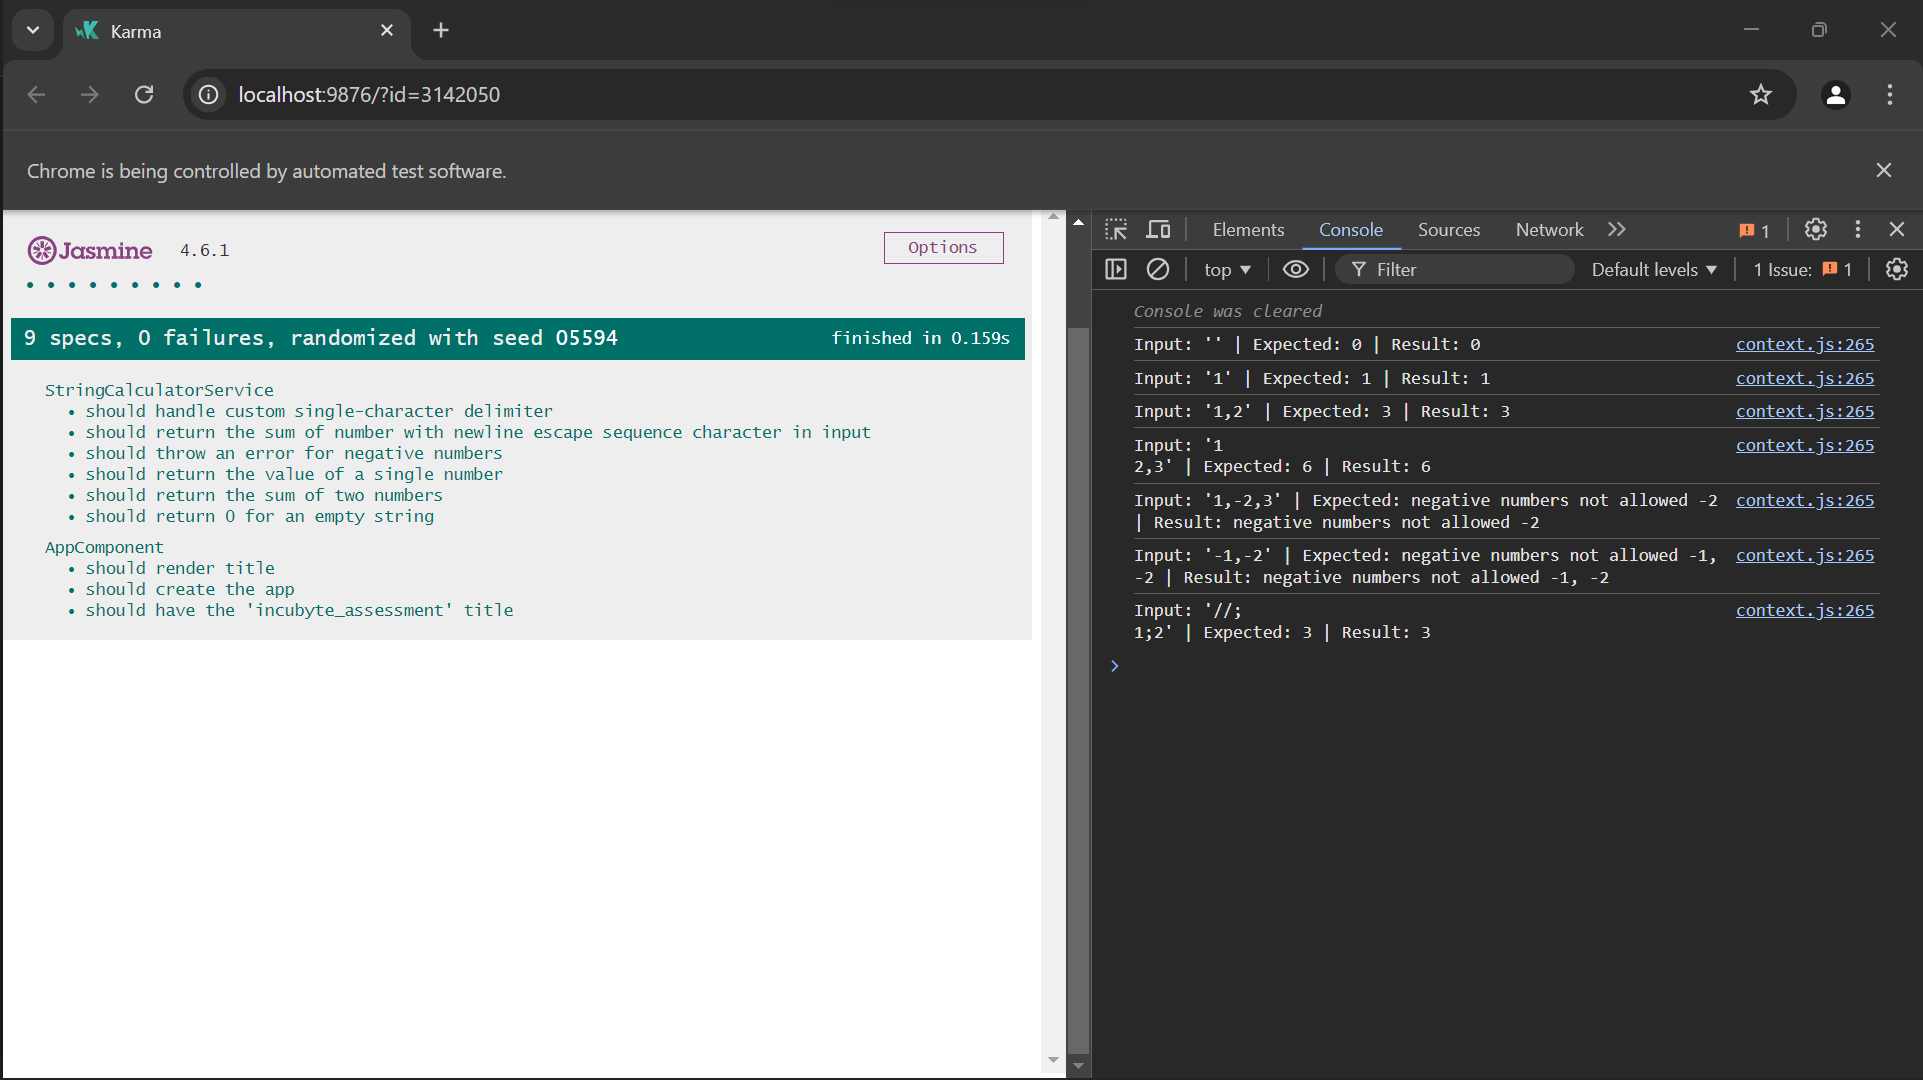 Karma
localhost:9876/?id=3142050
Chrome is being controlled by automated test software.
Jasmine 4.6.1
Options
• • • • • • • • •
9 specs, 0 failures, randomized with seed 05594
finished in 0.159s
StringCalculatorService
• should handle custom single-character delimiter
• should return the sum of number with newline escape sequence character in input
• should throw an error for negative numbers
• should return the value of a single number
• should return the sum of two numbers
• should return 0 for an empty string
AppComponent
• should render title
• should create the app
• should have the 'incubyte_assessment' title
Elements Console Sources Network 1
top Filter Default levels 1 Issue: 1
Console was cleared
Input: '' | Expected: 0 | Result: 0 context.js:265
Input: '1' | Expected: 1 | Result: 1 context.js:265
Input: '1,2' | Expected: 3 | Result: 3 context.js:265
Input: '1 context.js:265
2,3' | Expected: 6 | Result: 6
Input: '1,-2,3' | Expected: negative numbers not allowed -2 context.js:265
| Result: negative numbers not allowed -2
Input: '-1,-2' | Expected: negative numbers not allowed -1, context.js:265
-2 | Result: negative numbers not allowed -1, -2
Input: '//; context.js:265
1;2' | Expected: 3 | Result: 3